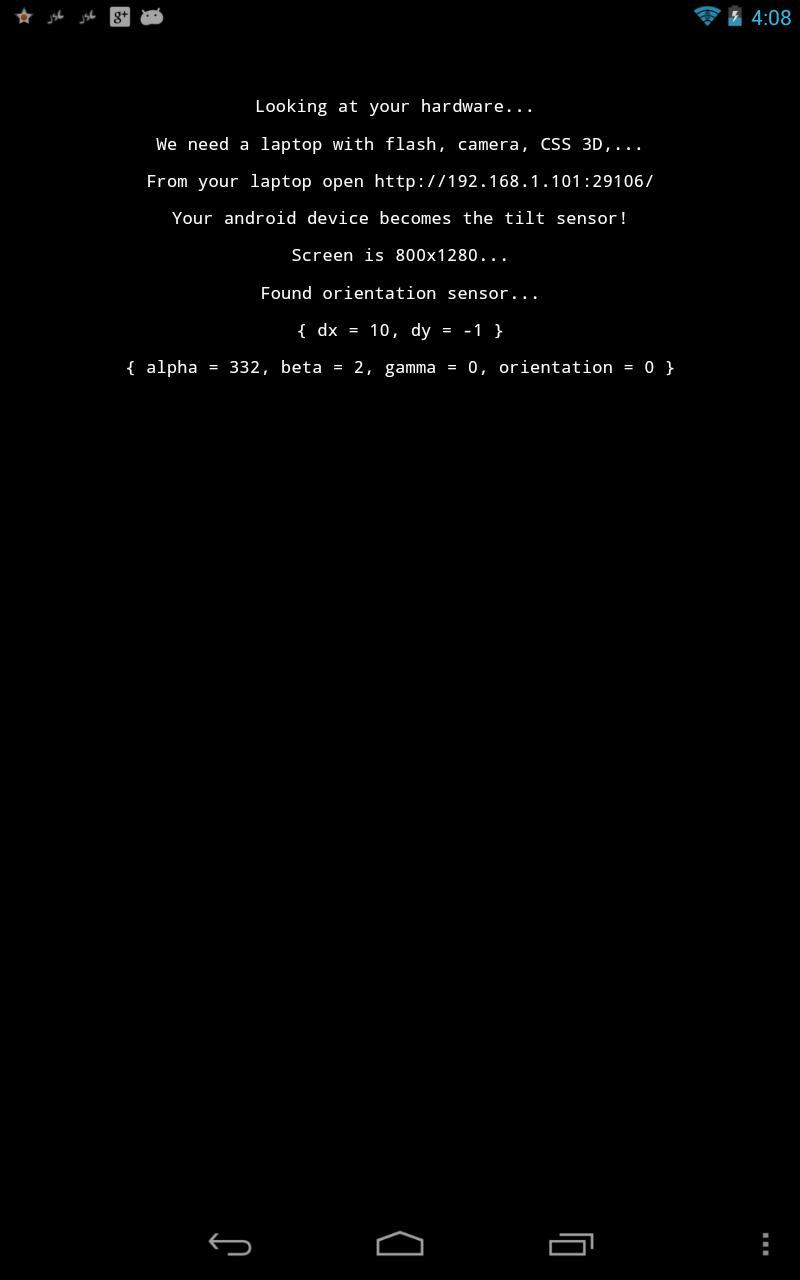 4:08
Looking at your hardware...
We need a laptop with flash, camera, CSS 3D,...
From your laptop open http://192.168.1.101:29106/
Your android device becomes the tilt sensor!
Screen is 800x1280...
Found orientation sensor...
{ dx = 10, dy = -1 }
{ alpha = 332, beta = 2, gamma = 0, orientation = 0 }